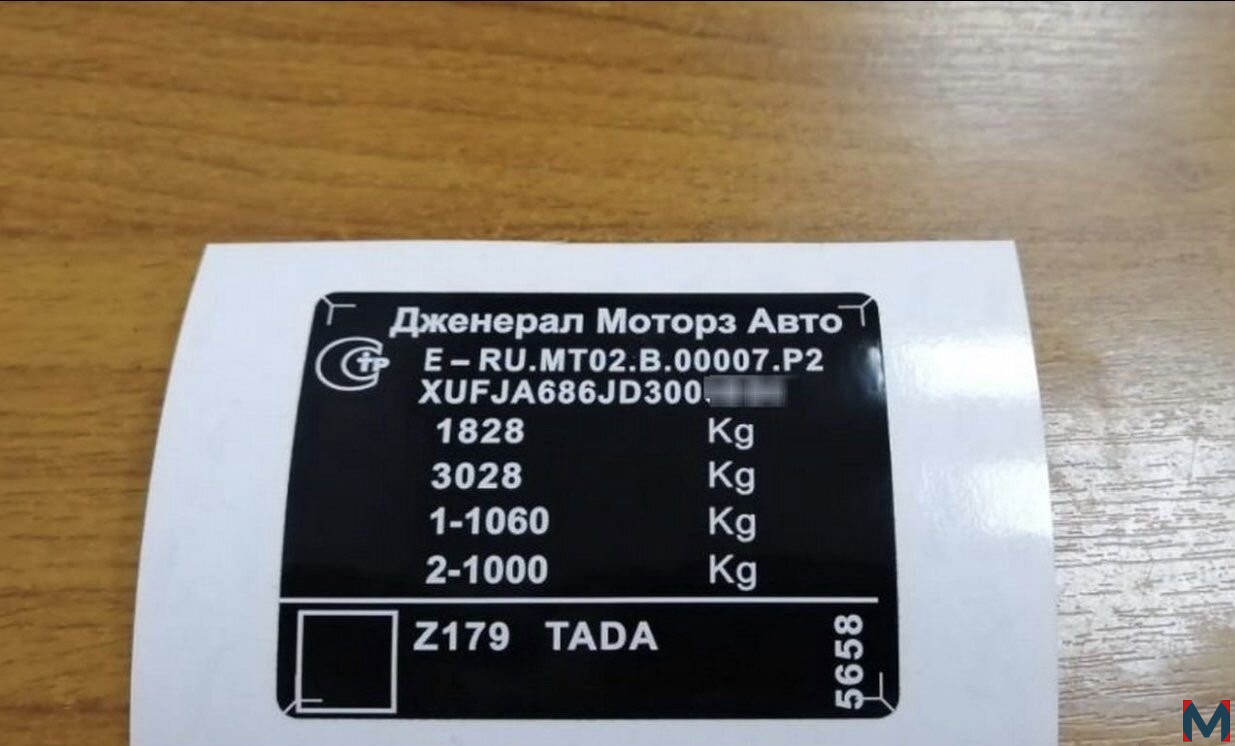 Дженерал Моторз Авто
E – RU.MT02.B.00007.P2
XUFJA686JD300
1828 Kg
3028 Kg
1-1060 Kg
2-1000 Kg
Z179 TADA
5658
M